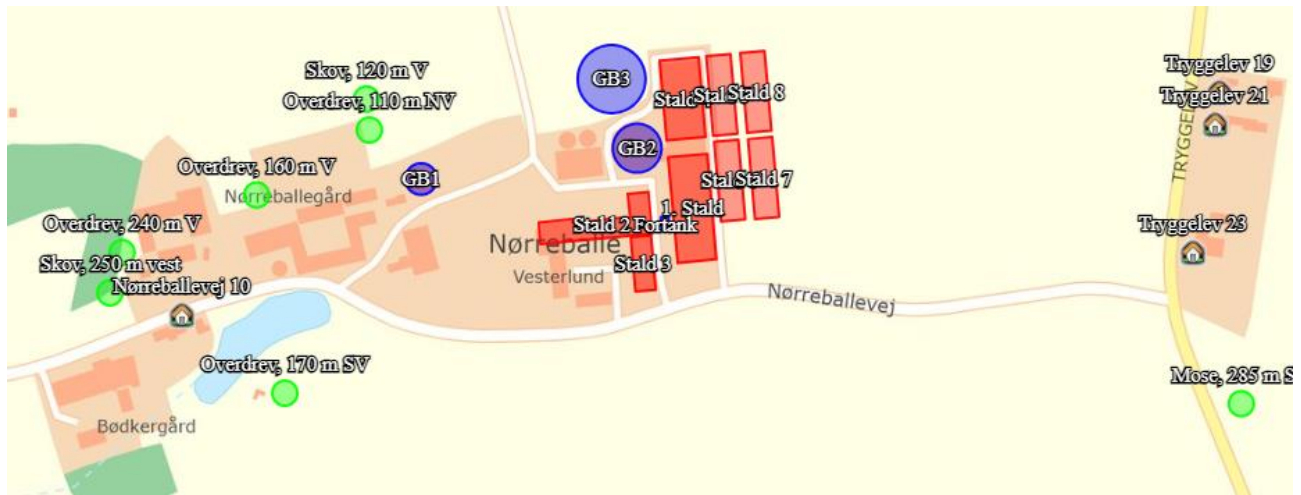 Tryggelev 19
Skov, 120 m V
GB3
Stald 8
Tryggelev 21
Overdrev, 110 m NV
GB2
TRYGGELEV
Overdrev, 160 m V
GB1
Stald 7
Nørreballegård
1. Stald
Overdrev, 240 m V
Stald 2
Fortank
Tryggelev 23
Nørreballe
Skov, 250 m vest
Stald 3
Vesterlund
Nørreballevej 10
Nørreballevej
Overdrev, 170 m SV
Mose, 285 m S
Bødkergård